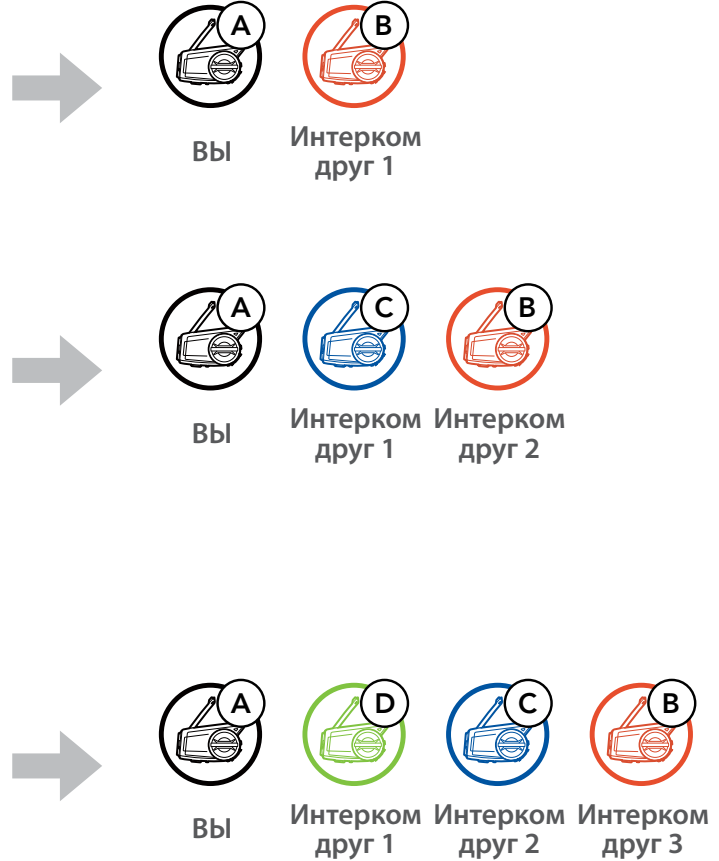 A B
ВЫ Интерком
друг 1
A C B
ВЫ Интерком Интерком
друг 1 друг 2
A D C B
ВЫ Интерком Интерком Интерком
друг 1 друг 2 друг 3